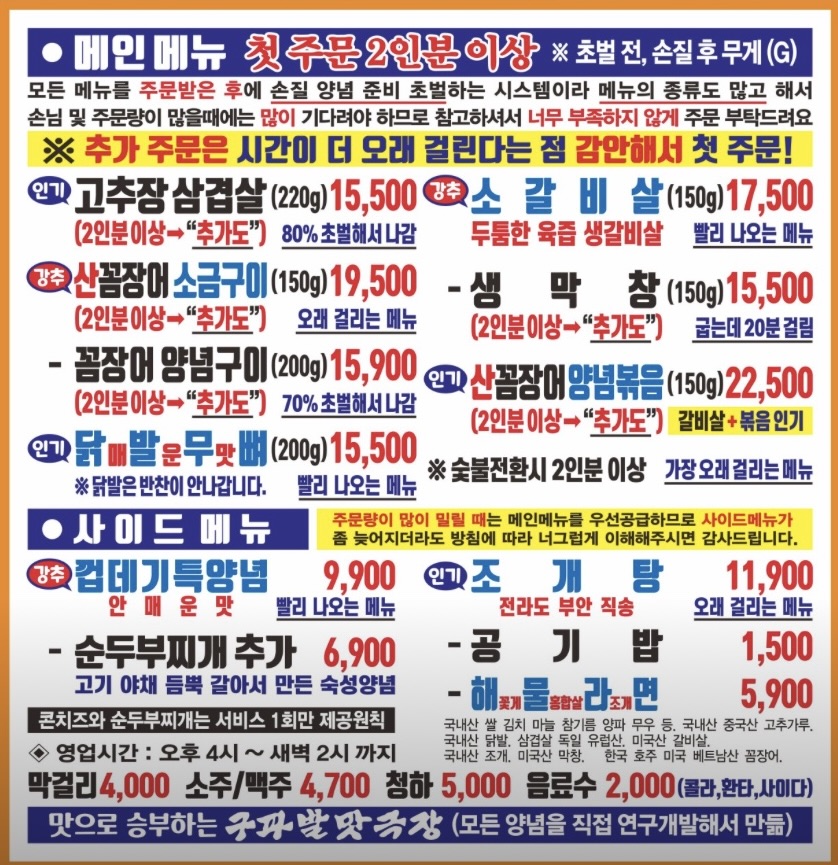 ● 메인메뉴 첫 주문 2인분 이상 ※ 초벌 전, 손질 후 무게 (G)
모든 메뉴를 주문받은 후에 손질 양념 준비 초벌하는 시스템이라 메뉴의 종류도 많고 해서
손님 및 주문량이 많을때에는 많이 기다려야 하므로 참고하셔서 너무 부족하지 않게 주문 부탁드려요
※ 추가 주문은 시간이 더 오래 걸린다는 점 감안해서 첫 주문!
인기 고추장 삼겹살 (220g) 15,500
(2인분 이상→“추가도”) 80% 초벌해서 나감
강추 산꼼장어 소금구이 (150g) 19,500
(2인분 이상→“추가도”) 오래 걸리는 메뉴
- 꼼장어 양념구이 (200g) 15,900
(2인분 이상→“추가도”) 70% 초벌해서 나감
인기 닭매발운무맛뼈 (200g) 15,500
※ 닭발은 반찬이 안나갑니다. 빨리 나오는 메뉴
강추 소갈비살 (150g) 17,500
두툼한 육즙 생갈비살 빨리 나오는 메뉴
- 생막창 (150g) 15,500
(2인분 이상→“추가도”) 굽는데 20분 걸림
인기 산꼼장어양념볶음 (150g) 22,500
(2인분 이상→“추가도”) 갈비살+볶음 인기
※ 숯불전환시 2인분 이상 가장 오래 걸리는 메뉴
● 사이드 메뉴
주문량이 많이 밀릴 때는 메인메뉴를 우선공급하므로 사이드메뉴가
좀 늦어지더라도 방침에 따라 너그럽게 이해해주시면 감사드립니다.
강추 껍데기특양념 9,900
안 매운 맛 빨리 나오는 메뉴
- 순두부찌개 추가 6,900
고기 야채 듬뿍 갈아서 만든 숙성양념
콘치즈와 순두부찌개는 서비스 1회만 제공원칙
◈ 영업시간 : 오후 4시 ~ 새벽 2시 까지
인기 조개탕 11,900
전라도 부안 직송 오래 걸리는 메뉴
- 공기밥 1,500
- 해꽃게물홍합살라조개면 5,900
국내산 쌀 김치 마늘 참기름 양파 무우 등. 국내산 중국산 고추가루.
국내산 닭발. 삼겹살 독일 유럽산. 미국산 갈비살.
국내산 조개. 미국산 막창. 한국 호주 미국 베트남산 꼼장어.
막걸리 4,000 소주/맥주 4,700 청하 5,000 음료수 2,000 (콜라,환타,사이다)
맛으로 승부하는 구파발맛극장 (모든 양념을 직접 연구개발해서 만듦)